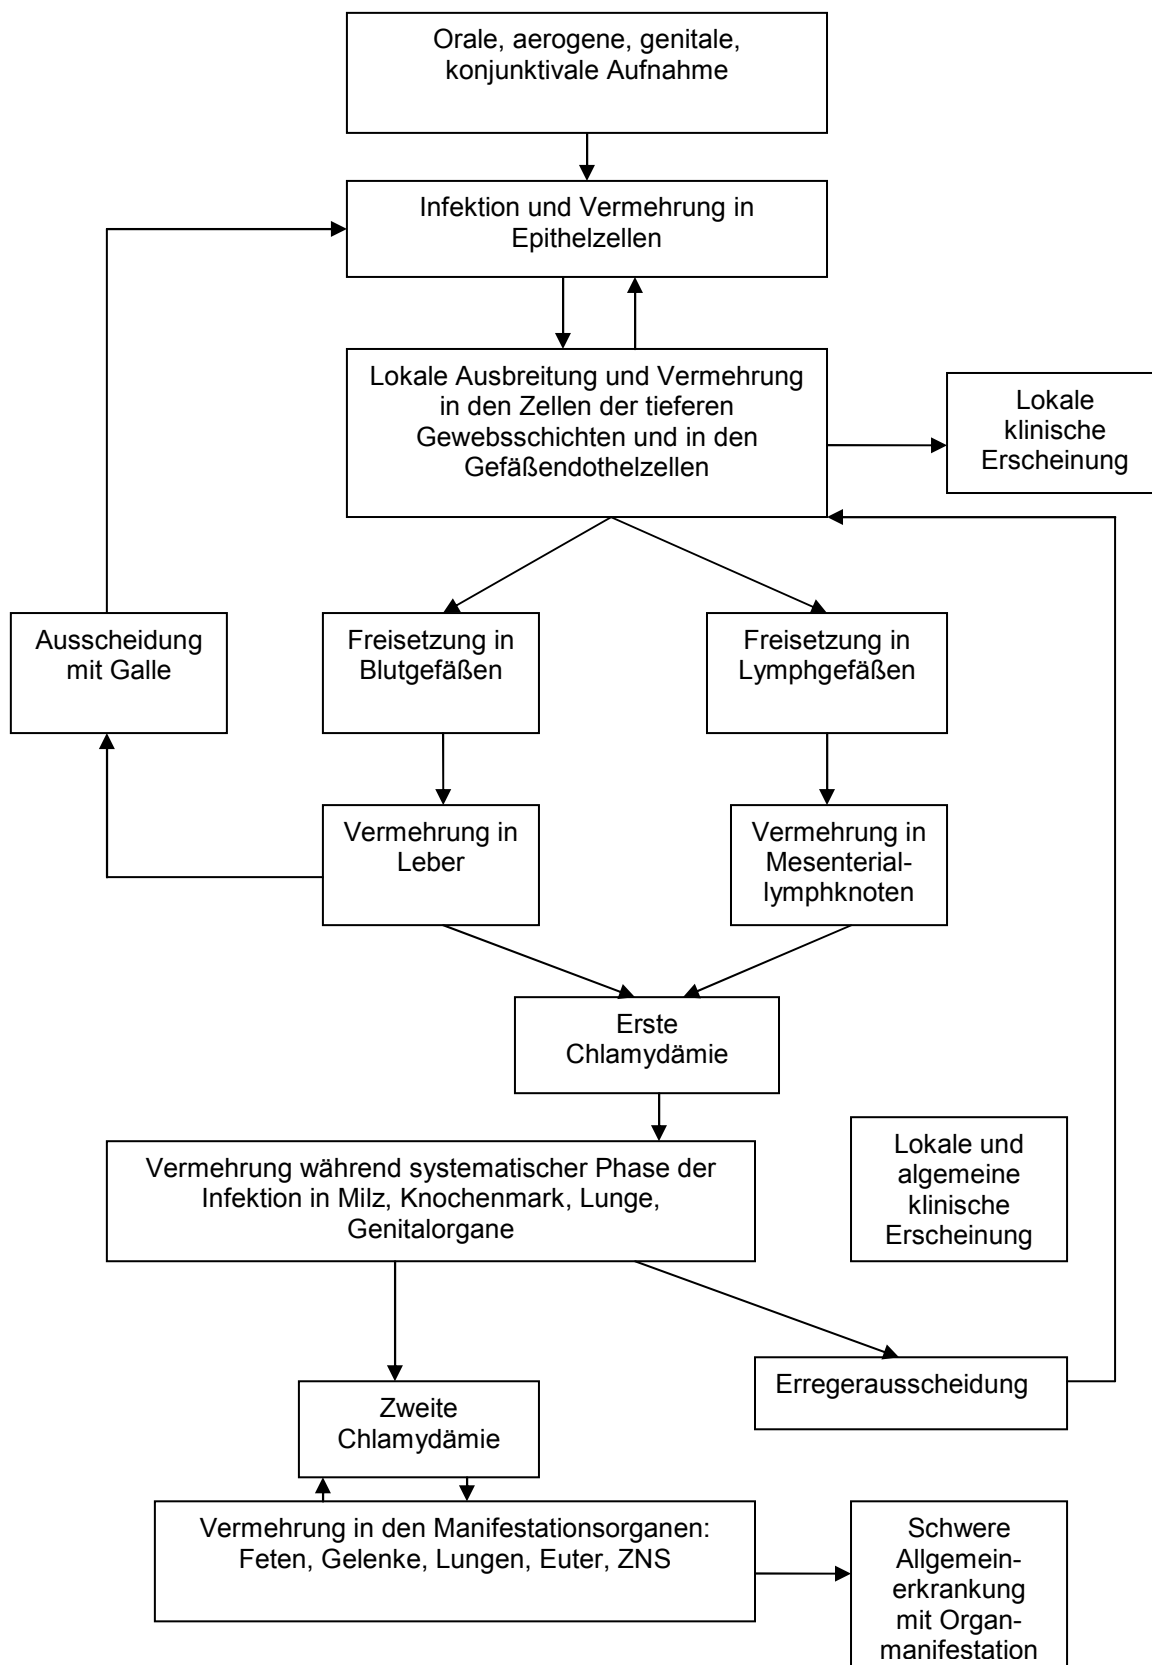 Orale, aerogene, genitale,
konjunktivale Aufnahme
Infektion und Vermehrung in
Epithelzellen
Lokale Ausbreitung und Vermehrung
in den Zellen der tieferen
Gewebsschichten und in den
Gefäßendothelzellen
Lokale
klinische
Erscheinung
Ausscheidung
mit Galle
Freisetzung in
Blutgefäßen
Freisetzung in
Lymphgefäßen
Vermehrung in
Leber
Vermehrung in
Mesenterial-
lymphknoten
Erste
Chlamydämie
Vermehrung während systematischer Phase der
Infektion in Milz, Knochenmark, Lunge,
Genitalorgane
Lokale und
algemeine
klinische
Erscheinung
Erregerausscheidung
Zweite
Chlamydämie
Vermehrung in den Manifestationsorganen:
Feten, Gelenke, Lungen, Euter, ZNS
Schwere
Allgemein-
erkrankung
mit Organ-
manifestation